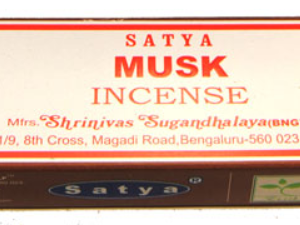 SATYA
MUSK
INCENSE
Mfrs. Shrinivas Sugandhalaya(BNG
1/9, 8th Cross, Magadi Road,Bengaluru-560 023
Satya